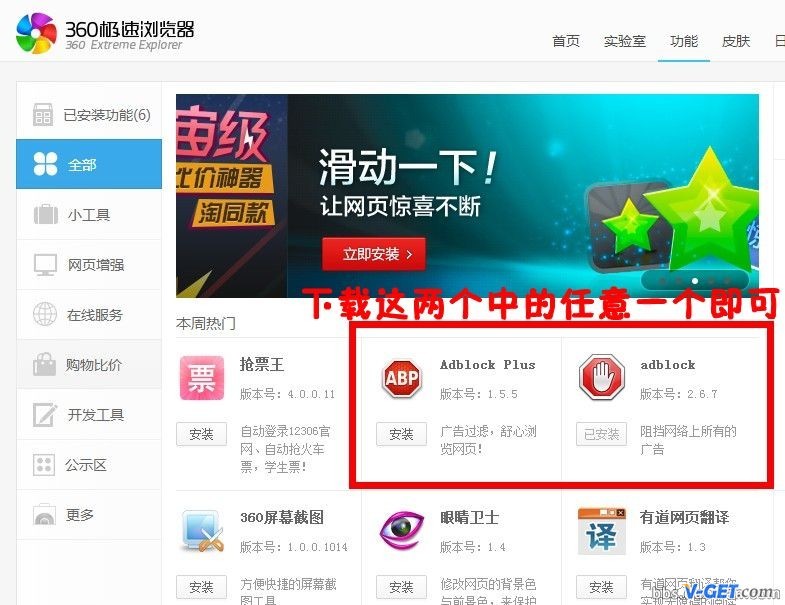 360极速浏览器
360 Extreme Explorer
首页 实验室 功能 皮肤
已安装功能(6)
全部
小工具
网页增强
在线服务
购物比价
开发工具
公示区
更多
宙级
比价神器
淘同款
滑动一下！
让网页惊喜不断
立即安装 >
下载这两个中的任意一个即可
本周热门
票
抢票王
版本号：4.0.0.11
安装
自动登录12306官
网、自动抢火车
票，学生票！
ABP
Adblock Plus
版本号：1.5.5
安装
广告过滤，舒心浏
览网页！
adblock
版本号：2.6.7
已安装
阻挡网络上所有的
广告
360屏幕截图
版本号：1.0.0.1014
安装
方便快捷的屏幕截
图工具
眼睛卫士
版本号：1.4
安装
修改网页的背景色
与前景色，来保护
译
有道网页翻译
版本号：1.3
安装
有道网页翻译帮你
V-GET.com